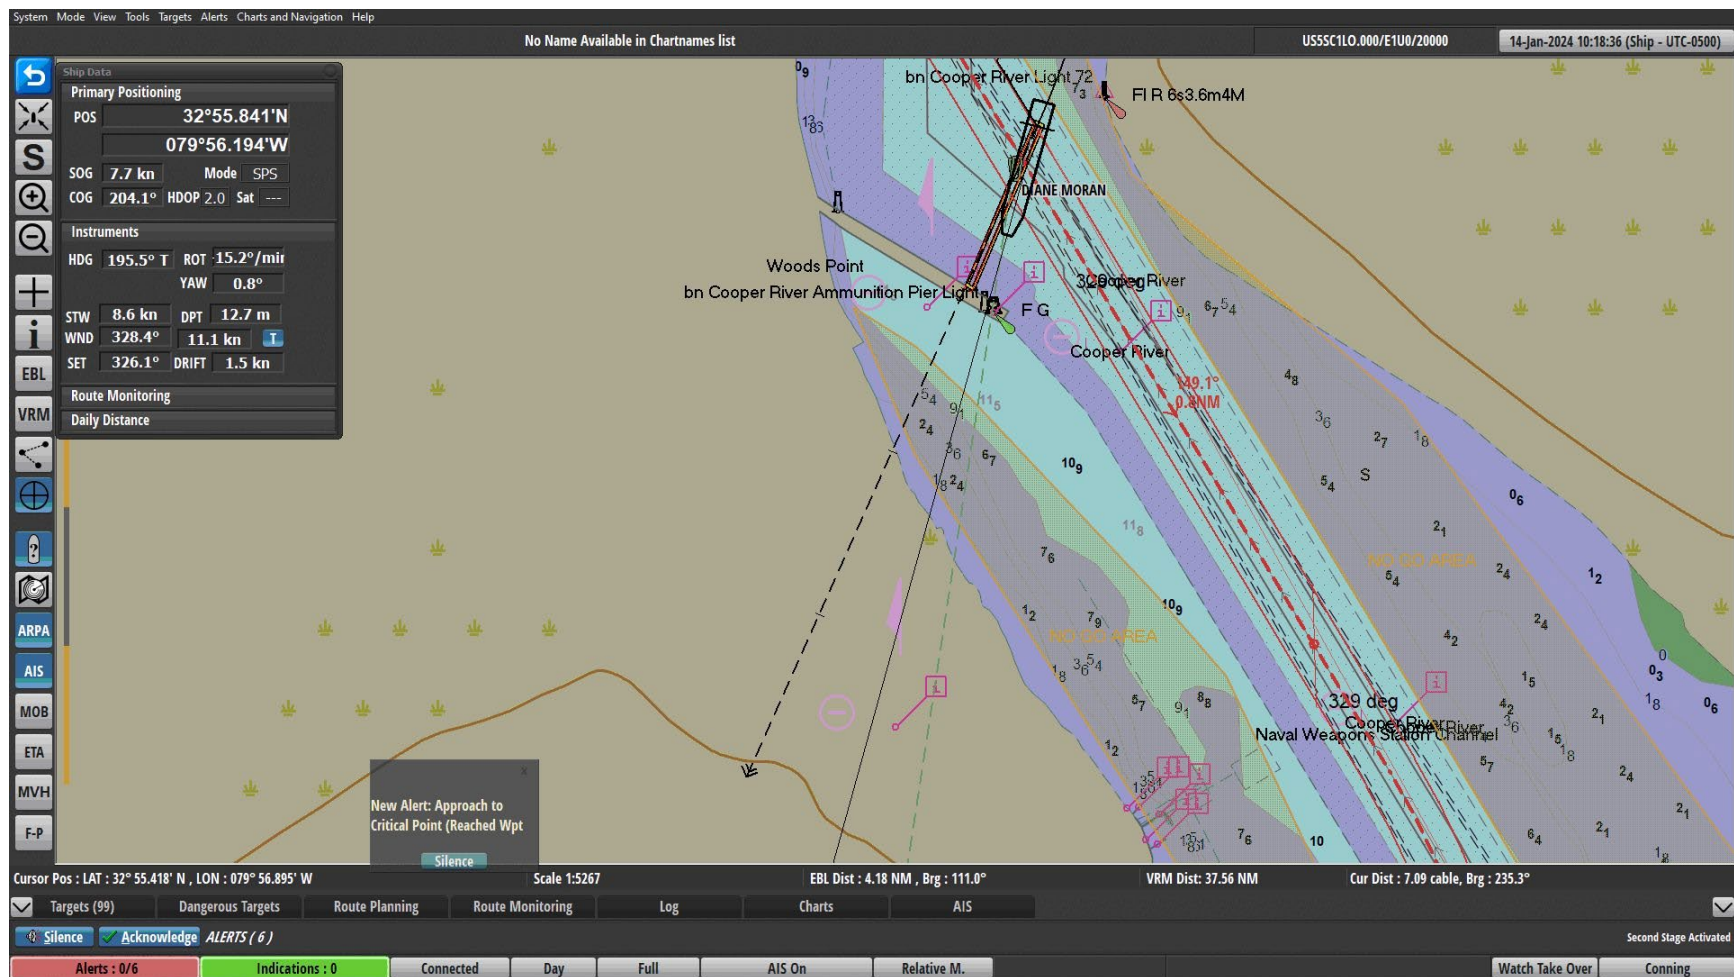 System Mode View Tools Targets Alerts Charts and Navigation Help
No Name Available in Chartnames list
US5SC1LO.000/E1U0/20000
14-Jan-2024 10:18:36 (Ship - UTC-0500)
Ship Data
Primary Positioning
POS 32°55.841'N
079°56.194'W
SOG 7.7 kn Mode SPS
COG 204.1° HDOP 2.0 Sat ---
Instruments
HDG 195.5° T ROT 15.2°/min
YAW 0.8°
STW 8.6 kn DPT 12.7 m
WND 328.4° 11.1 kn T
SET 326.1° DRIFT 1.5 kn
Route Monitoring
Daily Distance
S
EBL
VRM
?
ARPA
AIS
MOB
ETA
MVH
F-P
bn Cooper River Light 72
Fl R 6s3.6m4M
DIANE MORAN
Woods Point
bn Cooper River Ammunition Pier Light
F G
Cooper River
Cooper River
149.1°
0.8NM
S
NO GO AREA
NO GO AREA
329 deg
Cooper River
Naval Weapons Station Channel
New Alert: Approach to
Critical Point (Reached Wpt
Silence
Cursor Pos : LAT : 32° 55.418' N , LON : 079° 56.895' W
Scale 1:5267
EBL Dist : 4.18 NM , Brg : 111.0°
VRM Dist: 37.56 NM
Cur Dist : 7.09 cable, Brg : 235.3°
Targets (99) Dangerous Targets Route Planning Route Monitoring Log Charts AIS
Silence Acknowledge ALERTS ( 6 )
Second Stage Activated
Alerts : 0/6 Indications : 0 Connected Day Full AIS On Relative M. Watch Take Over Conning